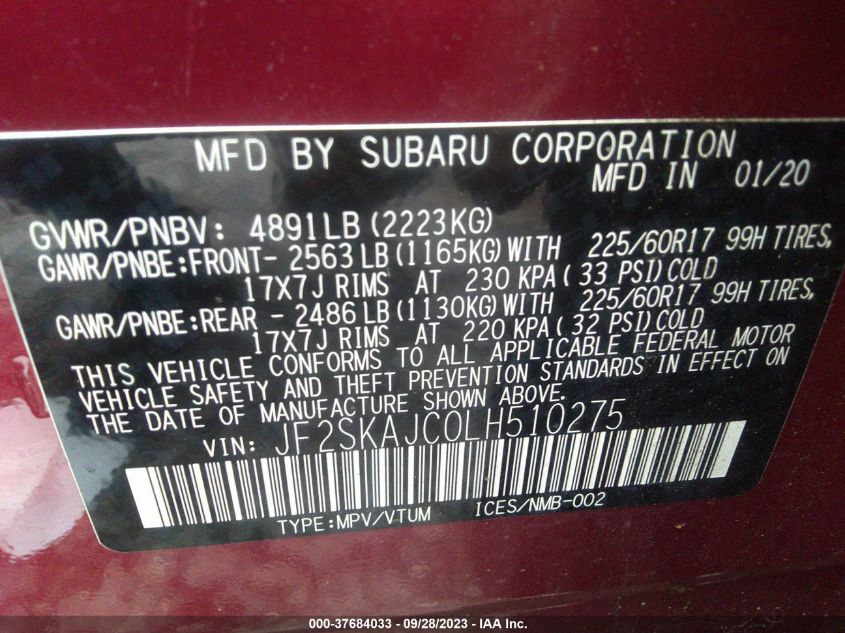 MFD BY SUBARU CORPORATION
MFD IN 01/20
GVWR/PNBV: 4891LB (2223KG)
GAWR/PNBE:FRONT- 2563 LB (1165KG) WITH 225/60R17 99H TIRES,
17X7J RIMS AT 230 KPA ( 33 PSI) COLD
GAWR/PNBE:REAR - 2486 LB (1130KG) WITH 225/60R17 99H TIRES,
17X7J RIMS AT 220 KPA ( 32 PSI) COLD
THIS VEHICLE CONFORMS TO ALL APPLICABLE FEDERAL MOTOR
VEHICLE SAFETY AND THEFT PREVENTION STANDARDS IN EFFECT ON
THE DATE OF MANUFACTURE SHOWN ABOVE.
VIN: JF2SKAJC0LH510275
TYPE:MPV/VTUM ICES/NMB-002
000-37684033 - 09/28/2023 - IAA Inc.